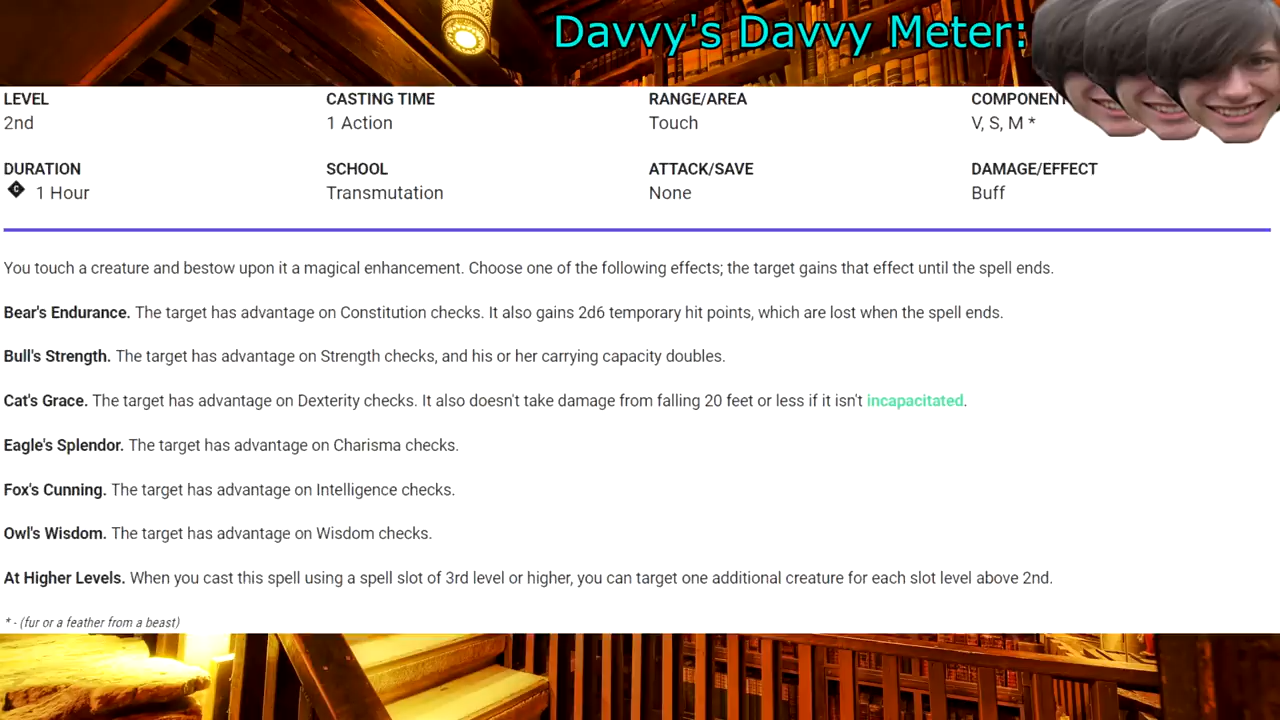 Davvy's Davvy Meter:
LEVEL CASTING TIME RANGE/AREA COMPONENT
2nd 1 Action Touch V, S, M *
DURATION SCHOOL ATTACK/SAVE DAMAGE/EFFECT
C 1 Hour Transmutation None Buff
You touch a creature and bestow upon it a magical enhancement. Choose one of the following effects; the target gains that effect until the spell ends.
Bear's Endurance. The target has advantage on Constitution checks. It also gains 2d6 temporary hit points, which are lost when the spell ends.
Bull's Strength. The target has advantage on Strength checks, and his or her carrying capacity doubles.
Cat's Grace. The target has advantage on Dexterity checks. It also doesn't take damage from falling 20 feet or less if it isn't incapacitated.
Eagle's Splendor. The target has advantage on Charisma checks.
Fox's Cunning. The target has advantage on Intelligence checks.
Owl's Wisdom. The target has advantage on Wisdom checks.
At Higher Levels. When you cast this spell using a spell slot of 3rd level or higher, you can target one additional creature for each slot level above 2nd.
* - (fur or a feather from a beast)